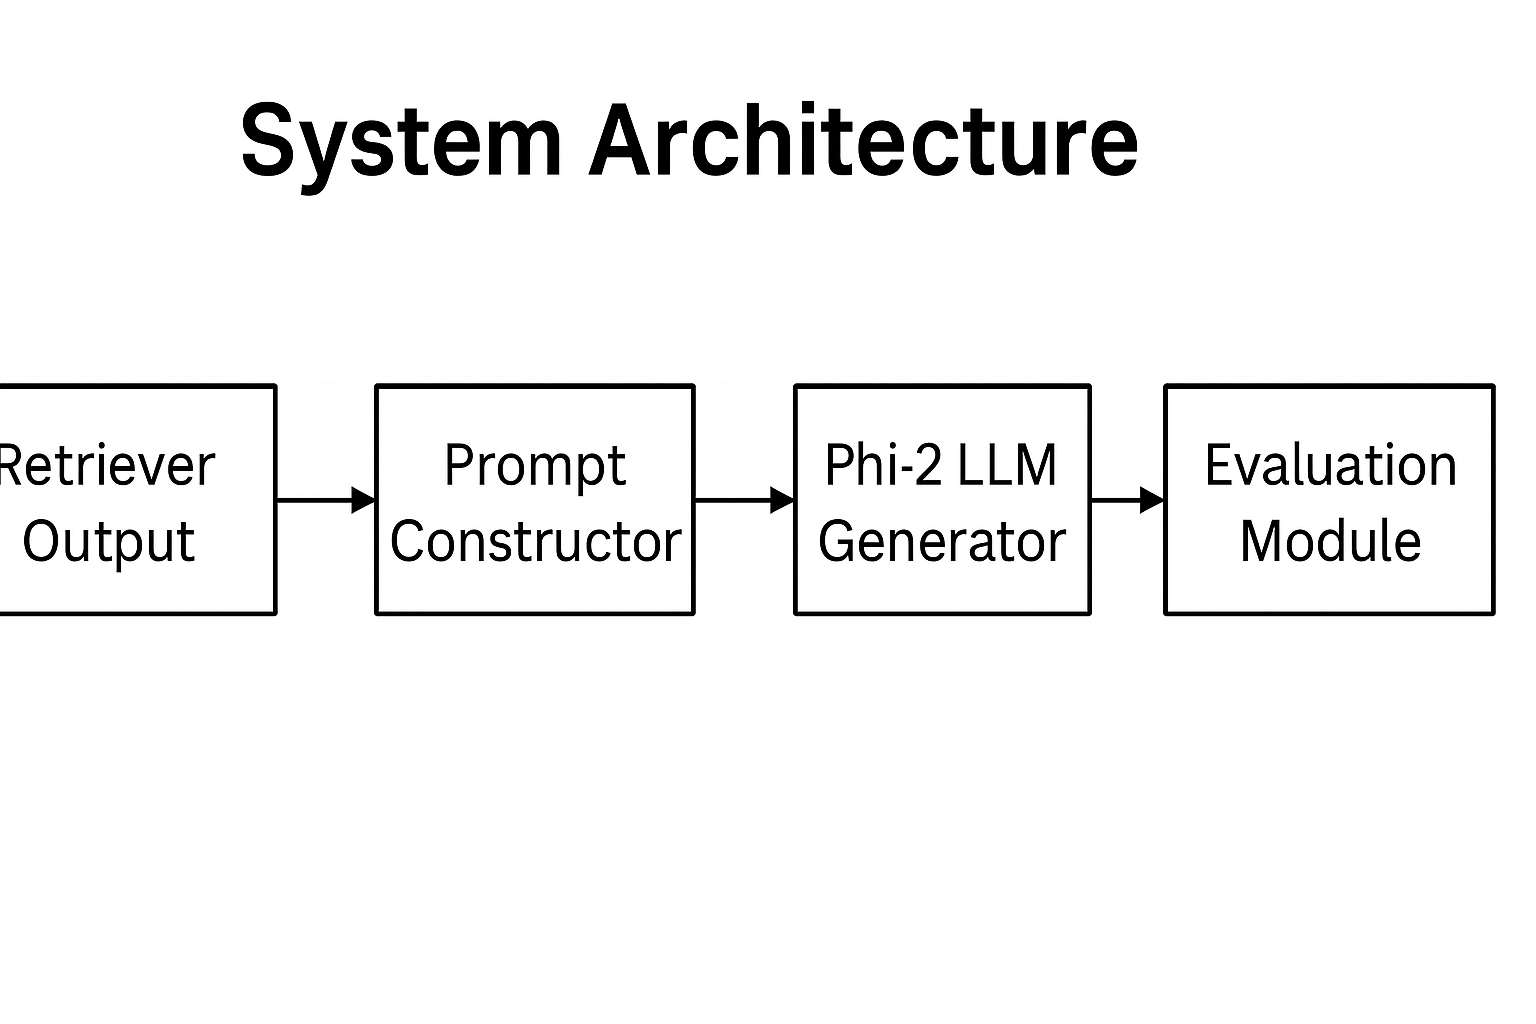 System Architecture
Retriever
Output
Prompt
Constructor
Phi-2 LLM
Generator
Evaluation
Module